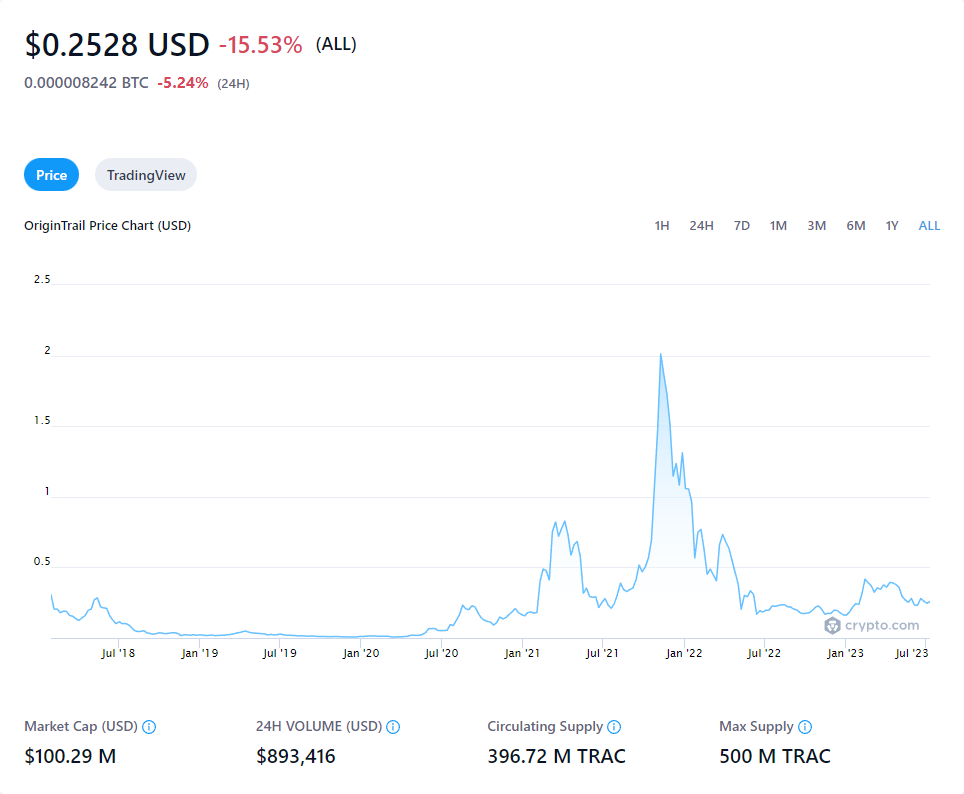 $0.2528 USD -15.53% (ALL)
0.000008242 BTC -5.24% (24H)
Price TradingView
OriginTrail Price Chart (USD) 1H 24H 7D 1M 3M 6M 1Y ALL
2.5
2
1.5
1
0.5
crypto.com
Jul '18 Jan '19 Jul '19 Jan '20 Jul '20 Jan '21 Jul '21 Jan '22 Jul '22 Jan '23 Jul '23
Market Cap (USD) 24H VOLUME (USD) Circulating Supply Max Supply
$100.29 M $893,416 396.72 M TRAC 500 M TRAC